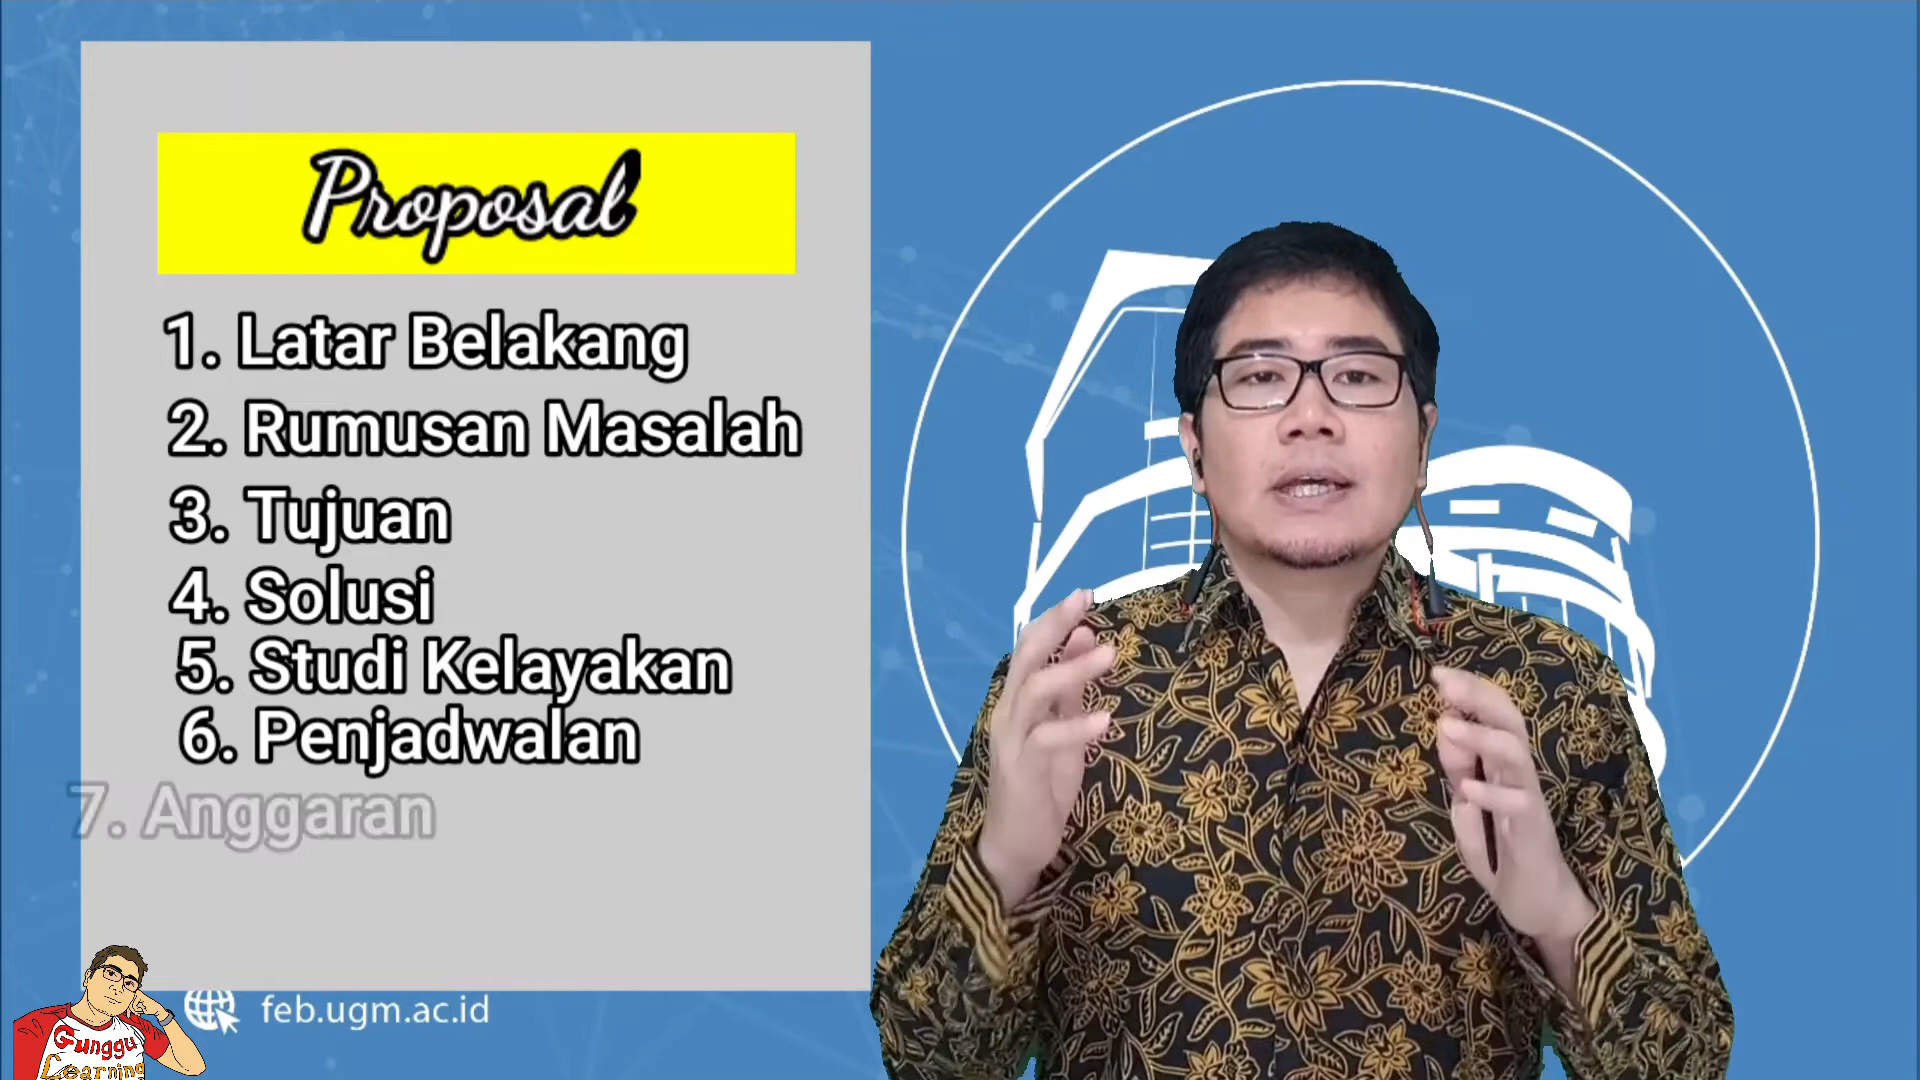 Proposal
1. Latar Belakang
2. Rumusan Masalah
3. Tujuan
4. Solusi
5. Studi Kelayakan
6. Penjadwalan
7. Anggaran
feb.ugm.ac.id
Gunggu
Learning